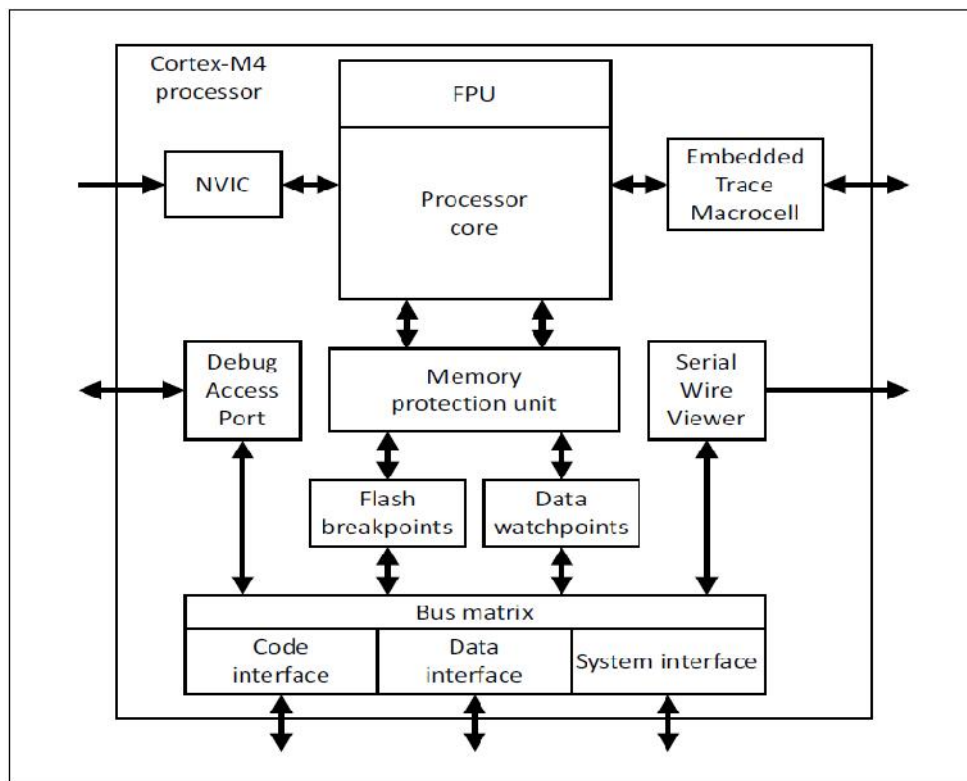 Cortex-M4
processor
FPU
NVIC
Processor
core
Embedded
Trace
Macrocell
Debug
Access
Port
Memory
protection unit
Serial
Wire
Viewer
Flash
breakpoints
Data
watchpoints
Bus matrix
Code
interface
Data
interface
System interface